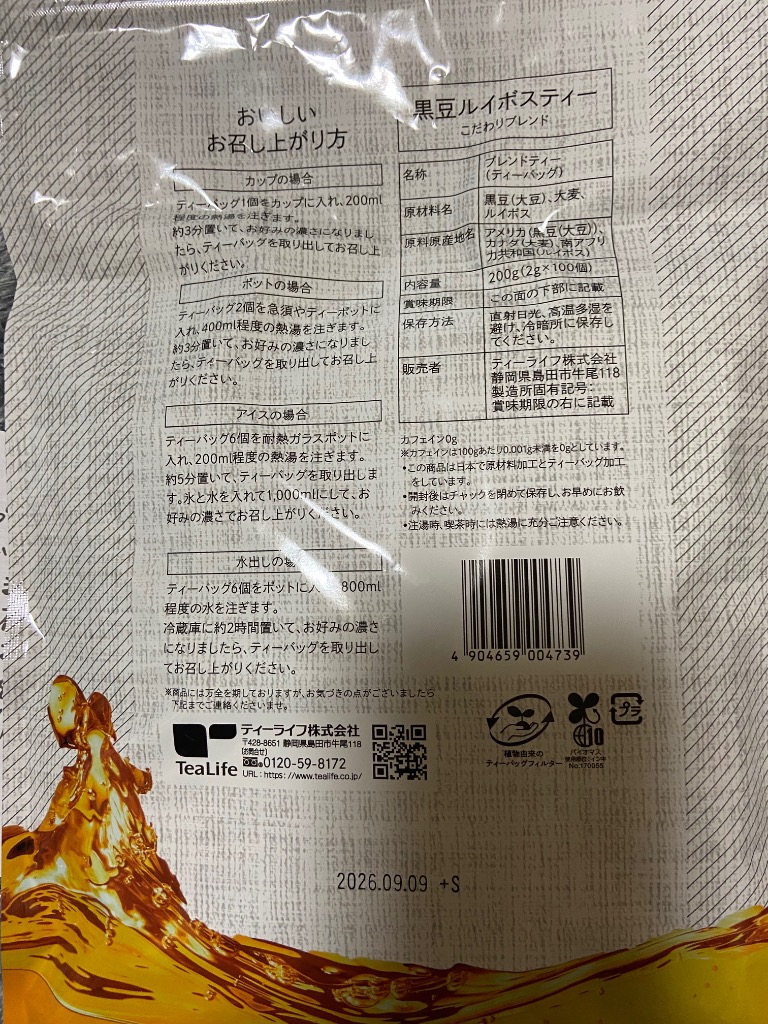 おいしい
お召し上がり方
カップの場合
ティーバッグ1個をカップに入れ、200ml
程度の熱湯を注ぎます。
約3分置いて、お好みの濃さになりまし
たら、ティーバッグを取り出してお召し上
がりください。
ポットの場合
ティーバッグ2個を急須やティーポットに
入れ、400ml程度の熱湯を注ぎます。
約3分置いて、お好みの濃さになりまし
たら、ティーバッグを取り出してお召し上
がりください。
アイスの場合
ティーバッグ6個を耐熱ガラスポットに
入れ、200ml程度の熱湯を注ぎます。
約5分置いて、ティーバッグを取り出しま
す。氷と水を入れて1,000mlにして、お
好みの濃さでお召し上がりください。
水出しの場
ティーバッグ6個をポットに入 800ml
程度の水を注ぎます。
冷蔵庫に約2時間置いて、お好みの濃さ
になりましたら、ティーバッグを取り出し
てお召し上がりください。
※商品には万全を期しておりますが、お気づきの点がございましたら
下記までご連絡くださいませ。
TeaLife
ティーライフ株式会社
〒428-8651 静岡県島田市牛尾118
[お問合せ]
0120-59-8172
URL:https://www.tealife.co.jp/
黒豆ルイボスティー
こだわりブレンド
名称 ブレンドティー
(ティーバッグ)
原材料名 黒豆(大豆)、大麦、
ルイボス
原料原産地名 アメリカ(黒豆(大豆))、
カナダ(大麦)、南アフリ
カ共和国(ルイボス)
内容量 200g(2g×100個)
賞味期限 この面の下部に記載
保存方法 直射日光、高温多湿を
避け、冷暗所に保存し
てください。
販売者 ティーライフ株式会社
静岡県島田市牛尾118
製造所固有記号:
賞味期限の右に記載
カフェイン0g
※カフェインは100gあたり0.001g未満を0gとしています。
•この商品は日本で原材料加工とティーバッグ加工
をしています。
•開封後はチャックを閉めて保存し、お早めにお飲
みください。
•注湯時、喫茶時には熱湯に充分ご注意ください。
4 904659 004739
植物由来の
ティーバッグフィルター
10
バイオマス
No.170055
プラ
2026.09.09 +S